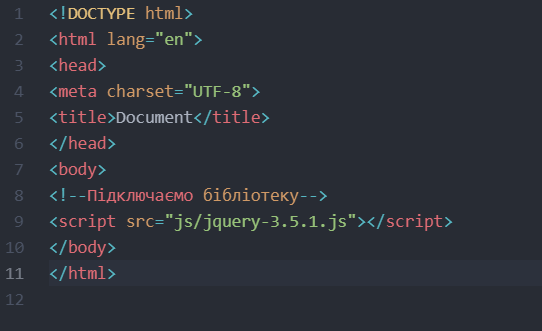 1 <!DOCTYPE html>
2 <html lang="en">
3 <head>
4 <meta charset="UTF-8">
5 <title>Document</title>
6 </head>
7 <body>
8 <!--Підключаємо бібліотеку-->
9 <script src="js/jquery-3.5.1.js"></script>
10 </body>
11 </html>
12